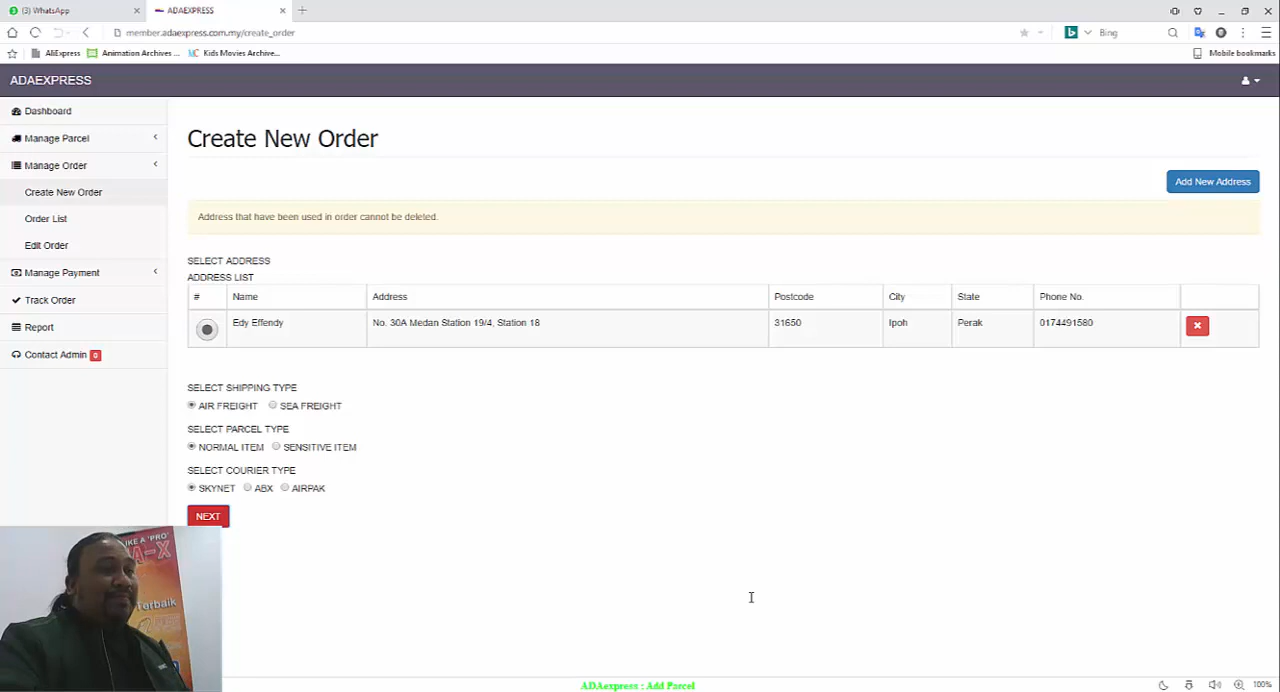 (3) WhatsApp
ADAEXPRESS
member.adaexpress.com.my/create_order
Bing
AliExpress
Animation Archives ...
Kids Movies Archive...
Mobile bookmarks
ADAEXPRESS
Dashboard
Manage Parcel
Manage Order
Create New Order
Order List
Edit Order
Manage Payment
Track Order
Report
Contact Admin 0
Create New Order
Add New Address
Address that have been used in order cannot be deleted.
SELECT ADDRESS
ADDRESS LIST
# Name Address Postcode City State Phone No.
Edy Effendy No. 30A Medan Station 19/4, Station 18 31650 Ipoh Perak 0174491580
SELECT SHIPPING TYPE
AIR FREIGHT SEA FREIGHT
SELECT PARCEL TYPE
NORMAL ITEM SENSITIVE ITEM
SELECT COURIER TYPE
SKYNET ABX AIRPAK
NEXT
KE A 'PRO'
A-X
Terbaik
ADAexpress : Add Parcel
100%